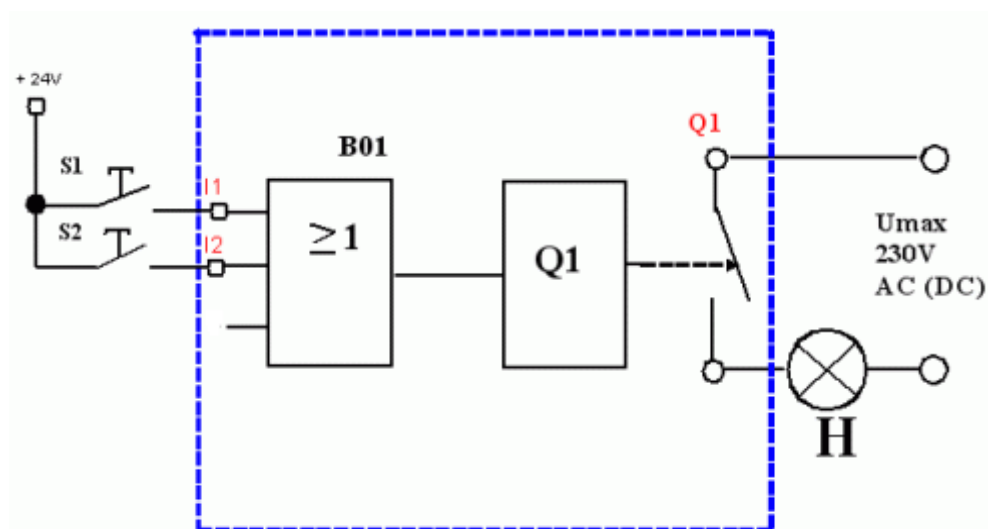 + 24V
S1
S2
I1
I2
B01
≥1
Q1
Q1
Umax
230V
AC (DC)
H